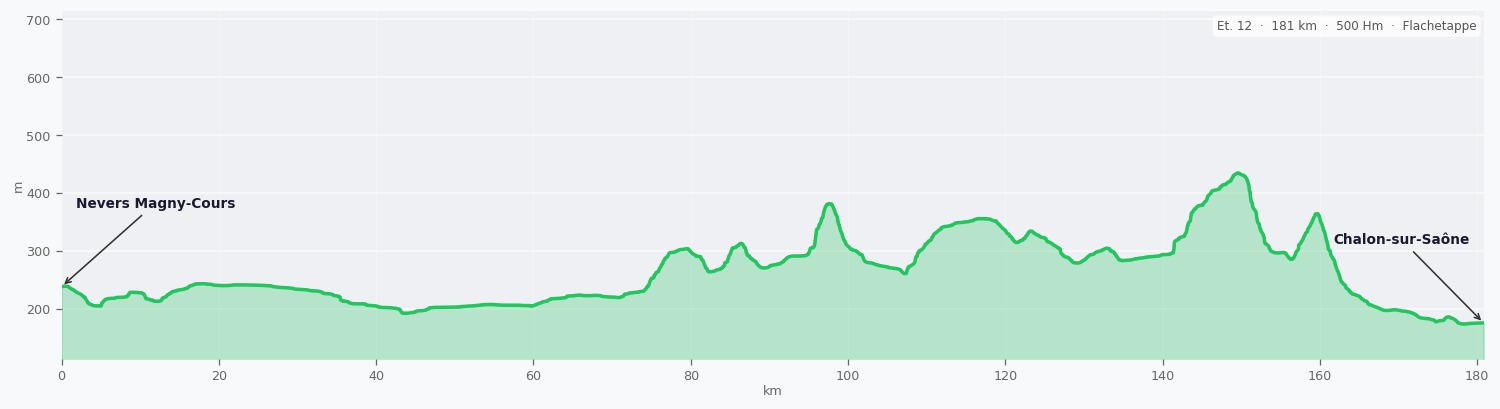 Et. 12 · 181 km · 500 Hm · Flachetappe
700
600
500
400
300
200
m
Nevers Magny-Cours
Chalon-sur-Saône
0 20 40 60 80 100 120 140 160 180
km